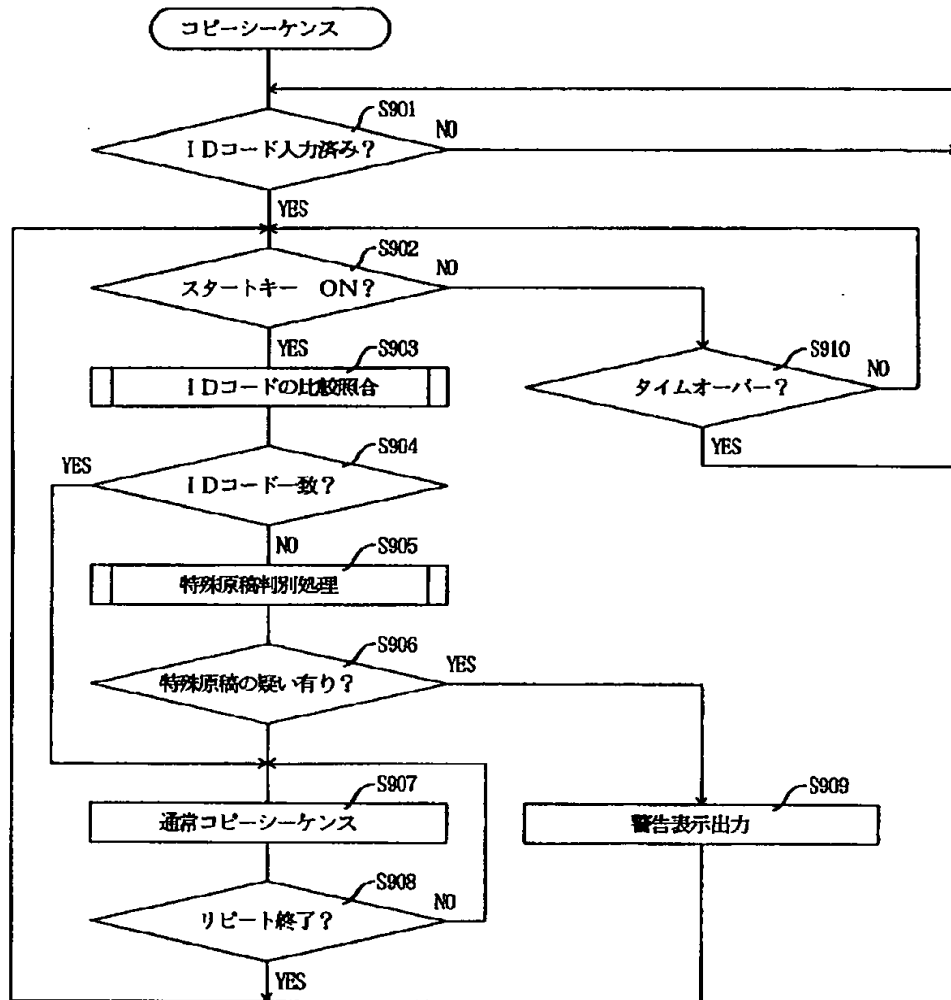 コピーシーケンス
S901
IDコード入力済み?
NO
YES
S902
スタートキー ON?
NO
YES
S903
IDコードの比較照合
S910
タイムオーバー?
NO
YES
S904
YES
IDコード一致?
NO
S905
特殊原稿判別処理
S906
特殊原稿の疑い有り?
YES
S907
通常コピーシーケンス
S909
警告表示出力
S908
リピート終了?
NO
YES